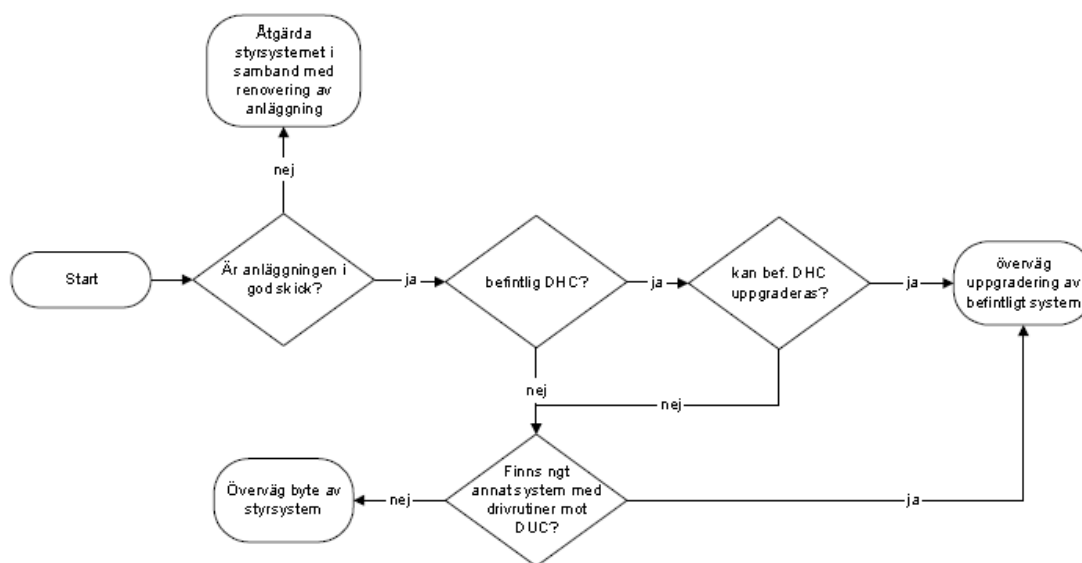 Åtgärda
styrsystemet i
samband med
renovering av
anläggning
nej
Start
Är anläggningen i
god skick?
ja
befintlig DHC?
ja
kan bef. DHC
uppgraderas?
ja
överväg
uppgradering av
befintligt system
nej
nej
Finns ngt
annat system med
drivrutiner mot
DUC?
nej
Överväg byte av
styrsystem
ja